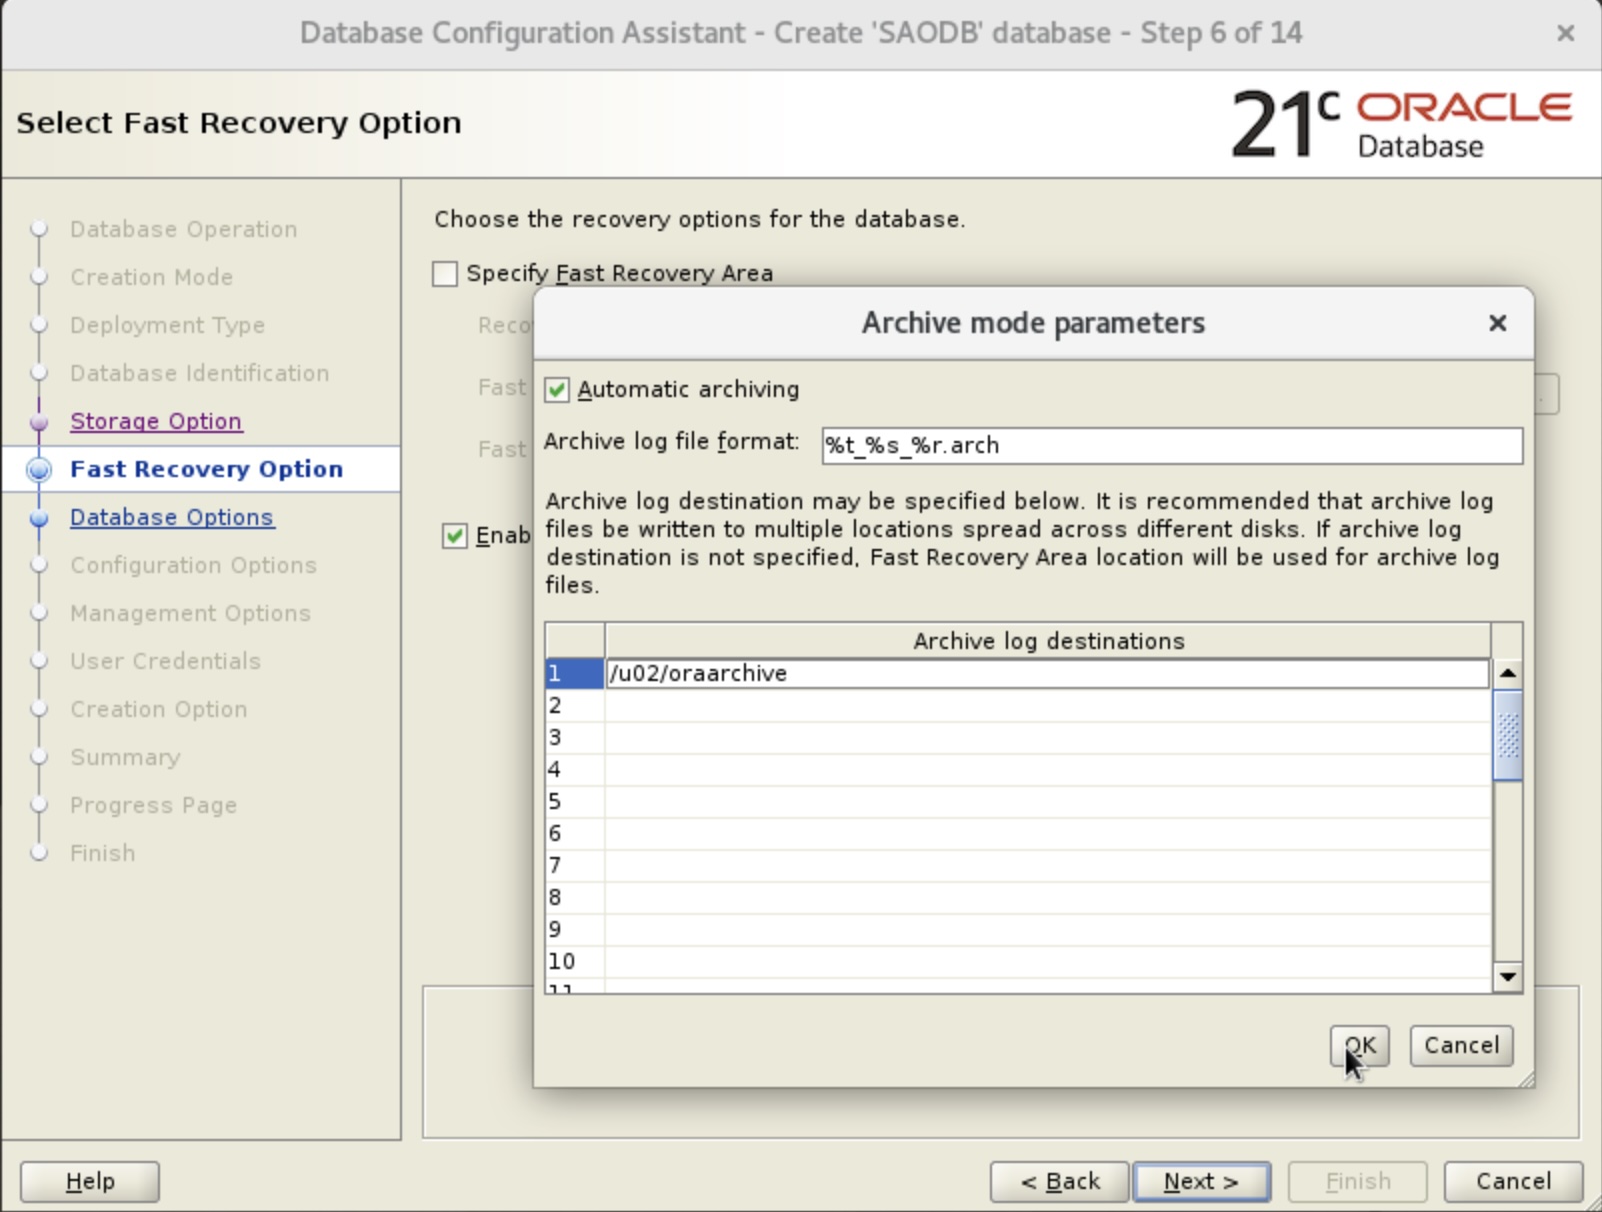 Database Configuration Assistant - Create 'SAODB' database - Step 6 of 14
Select Fast Recovery Option
21c ORACLE
Database
Database Operation
Creation Mode
Deployment Type
Database Identification
Storage Option
Fast Recovery Option
Database Options
Configuration Options
Management Options
User Credentials
Creation Option
Summary
Progress Page
Finish
Choose the recovery options for the database.
Specify Fast Recovery Area
Reco
Fast
Fast
Enab
Archive mode parameters
Automatic archiving
Archive log file format: %t_%s_%r.arch
Archive log destination may be specified below. It is recommended that archive log
files be written to multiple locations spread across different disks. If archive log
destination is not specified, Fast Recovery Area location will be used for archive log
files.
Archive log destinations
1 /u02/oraarchive
2
3
4
5
6
7
8
9
10
11
OK Cancel
Help < Back Next > Finish Cancel